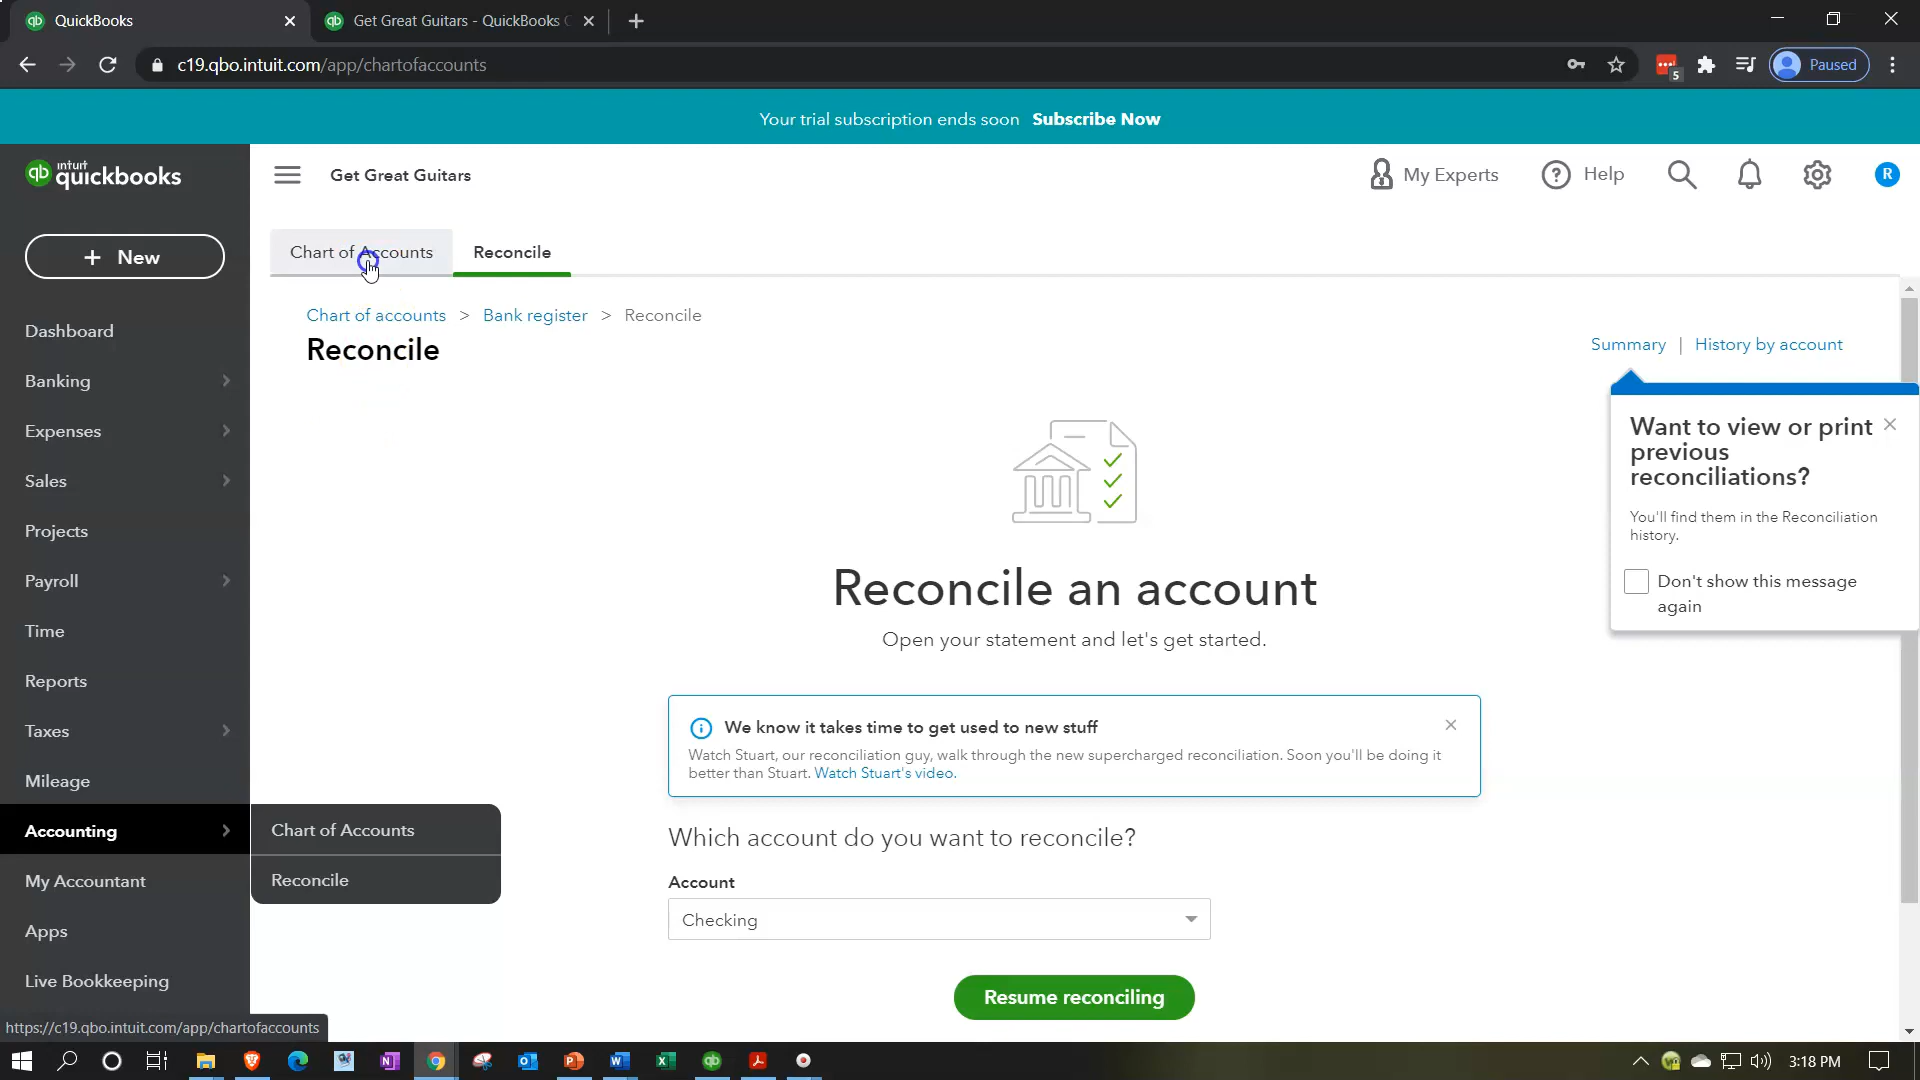 QuickBooks
Get Great Guitars - QuickBooks
c19.qbo.intuit.com/app/chartofaccounts
5
Paused
Your trial subscription ends soon Subscribe Now
intuit quickbooks
Get Great Guitars
My Experts
Help
R
+ New
Chart of Accounts
Reconcile
Chart of accounts > Bank register > Reconcile
Reconcile
Summary | History by account
Dashboard
Banking
Expenses
Sales
Projects
Payroll
Time
Reports
Taxes
Mileage
Accounting
My Accountant
Apps
Live Bookkeeping
Chart of Accounts
Reconcile
Want to view or print
previous
reconciliations?
You'll find them in the Reconciliation
history.
Don't show this message
again
Reconcile an account
Open your statement and let's get started.
We know it takes time to get used to new stuff
Watch Stuart, our reconciliation guy, walk through the new supercharged reconciliation. Soon you'll be doing it
better than Stuart. Watch Stuart's video.
Which account do you want to reconcile?
Account
Checking
Resume reconciling
https://c19.qbo.intuit.com/app/chartofaccounts
3:18 PM